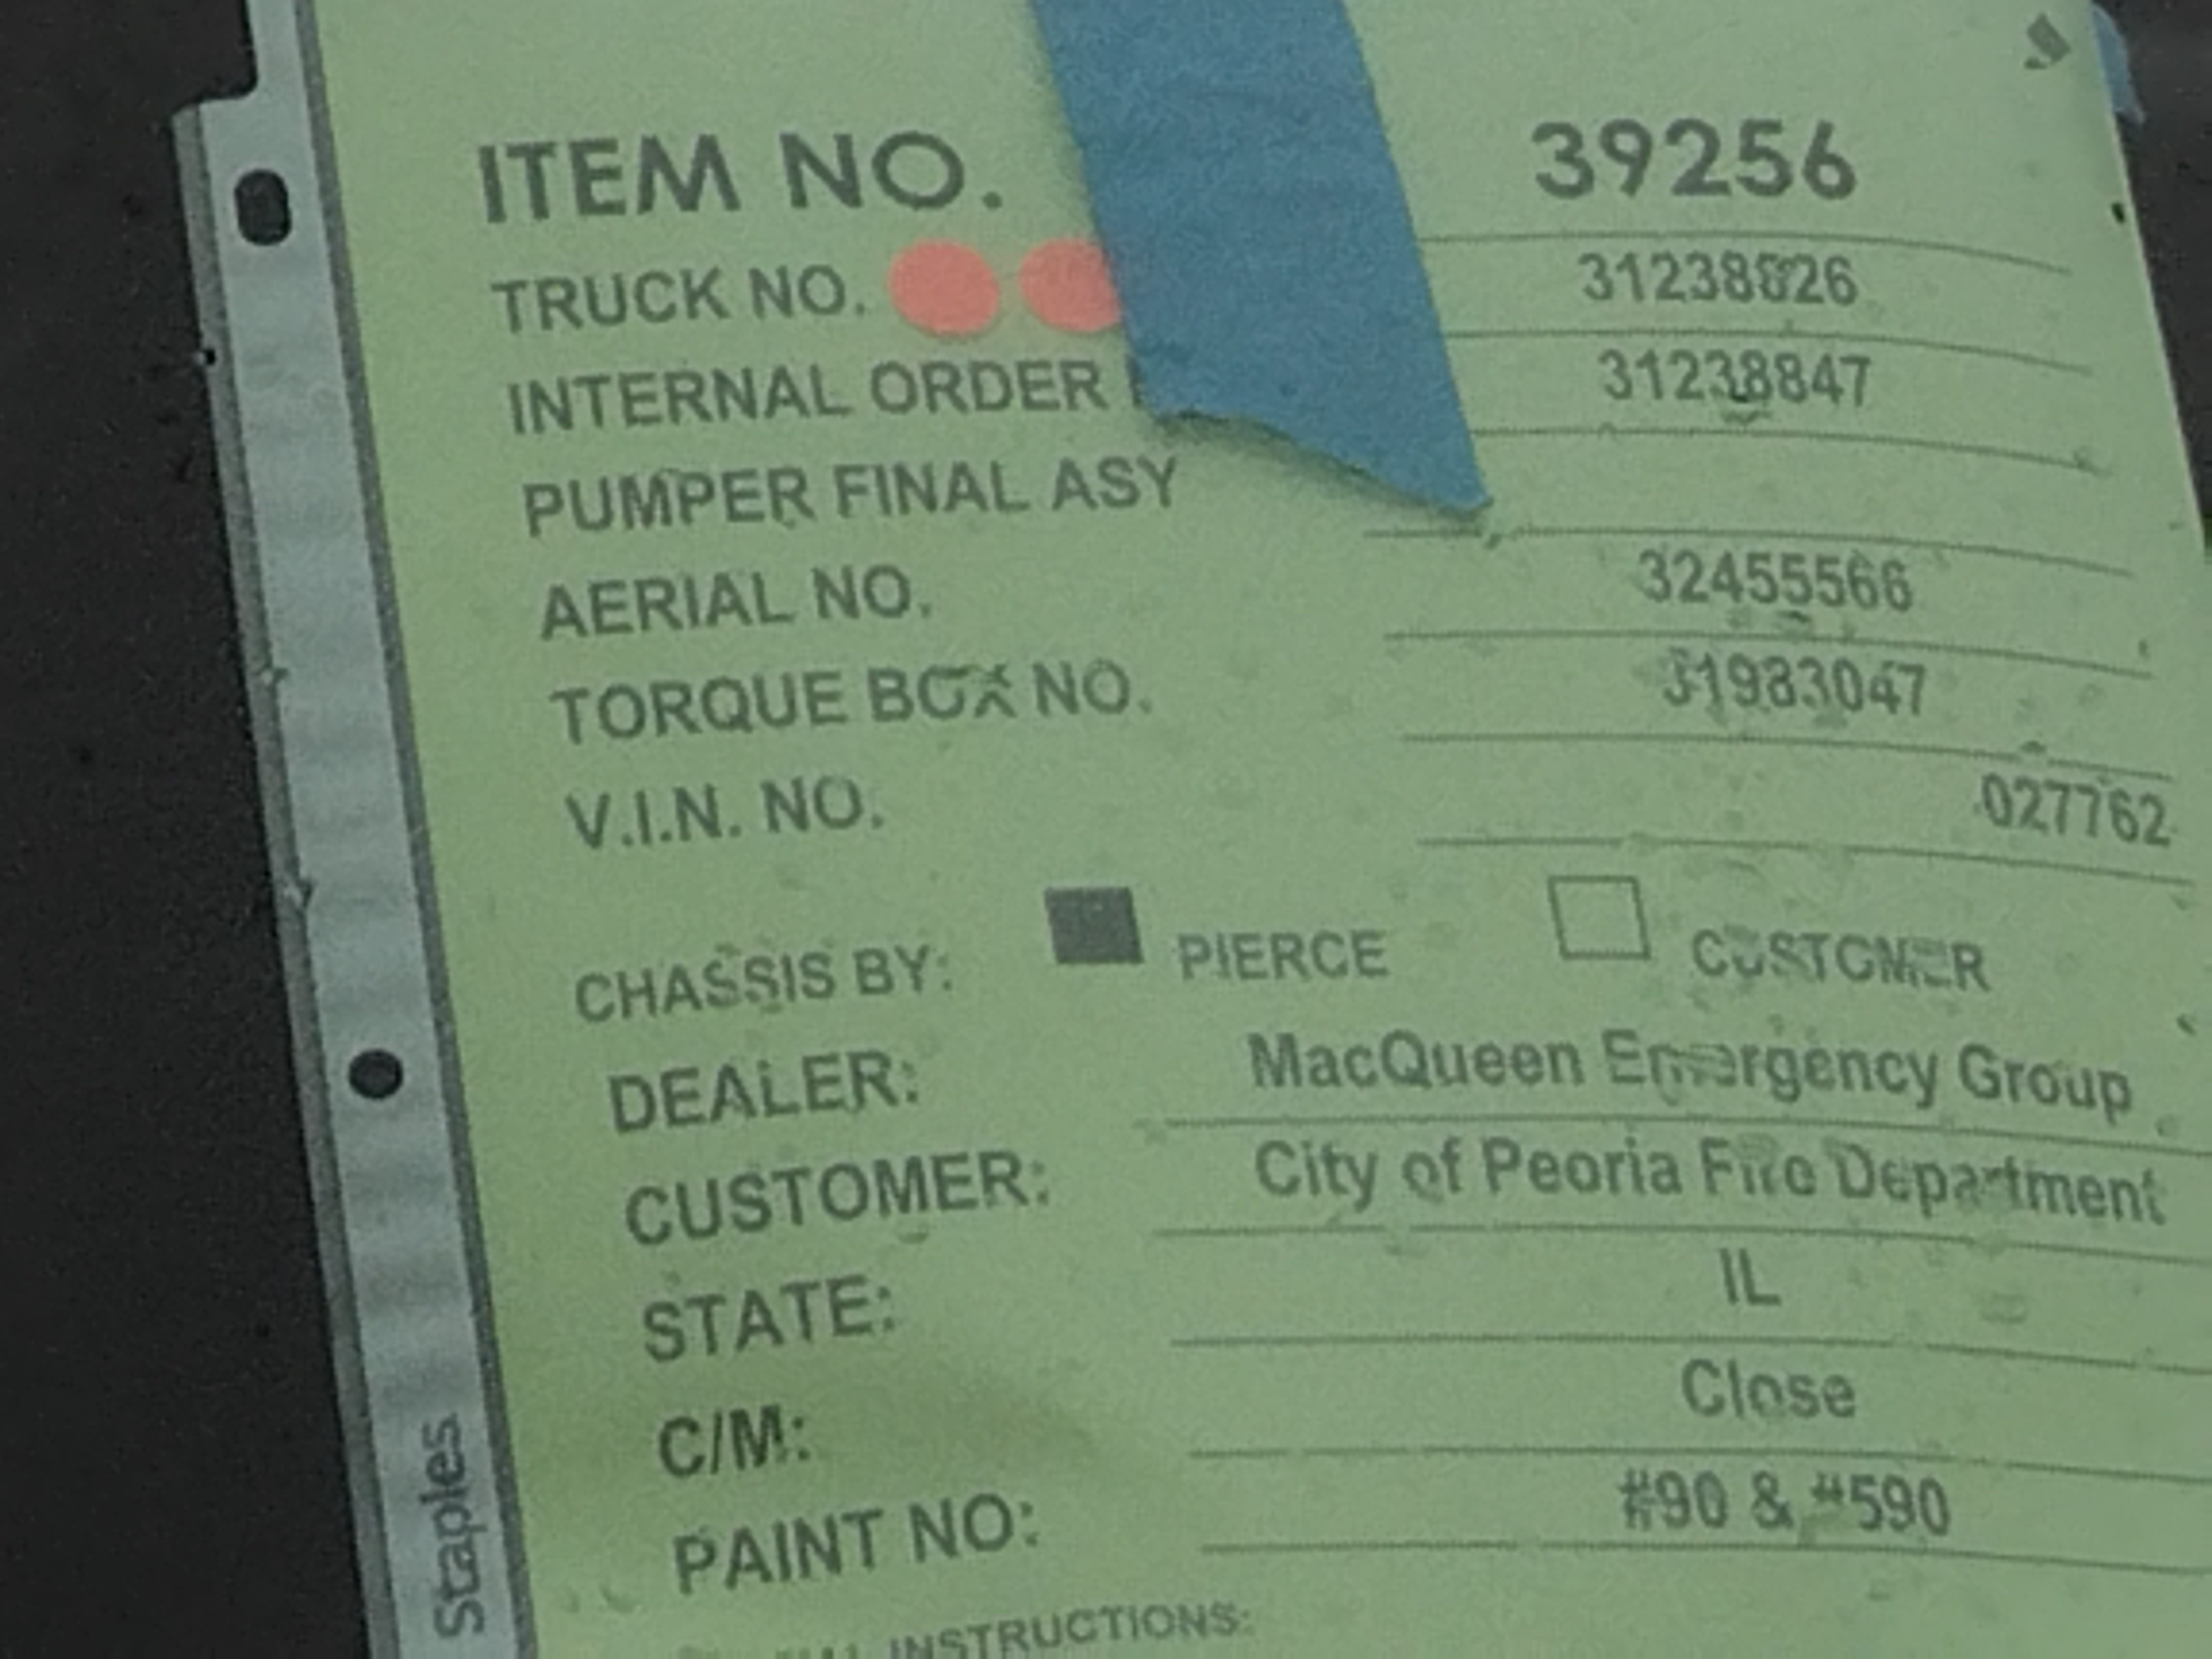 ITEM NO. 39256
TRUCK NO. 31238826
INTERNAL ORDER 31238847
PUMPER FINAL ASY
AERIAL NO. 32455566
TORQUE BOX NO. 31983047
V.I.N. NO. 027762
CHASSIS BY: PIERCE CUSTOMER
DEALER: MacQueen Emergency Group
CUSTOMER: City of Peoria Fire Department
STATE: IL
C/M: Close
PAINT NO: #90 & #590
INSTRUCTIONS:
Staples